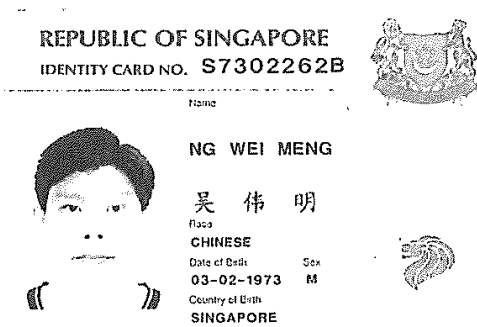 REPUBLIC OF SINGAPORE
IDENTITY CARD NO. S7302262B
Name
NG WEI MENG
吴伟明
Race
CHINESE
Date of Birth Sex
03-02-1973 M
Country of Birth
SINGAPORE